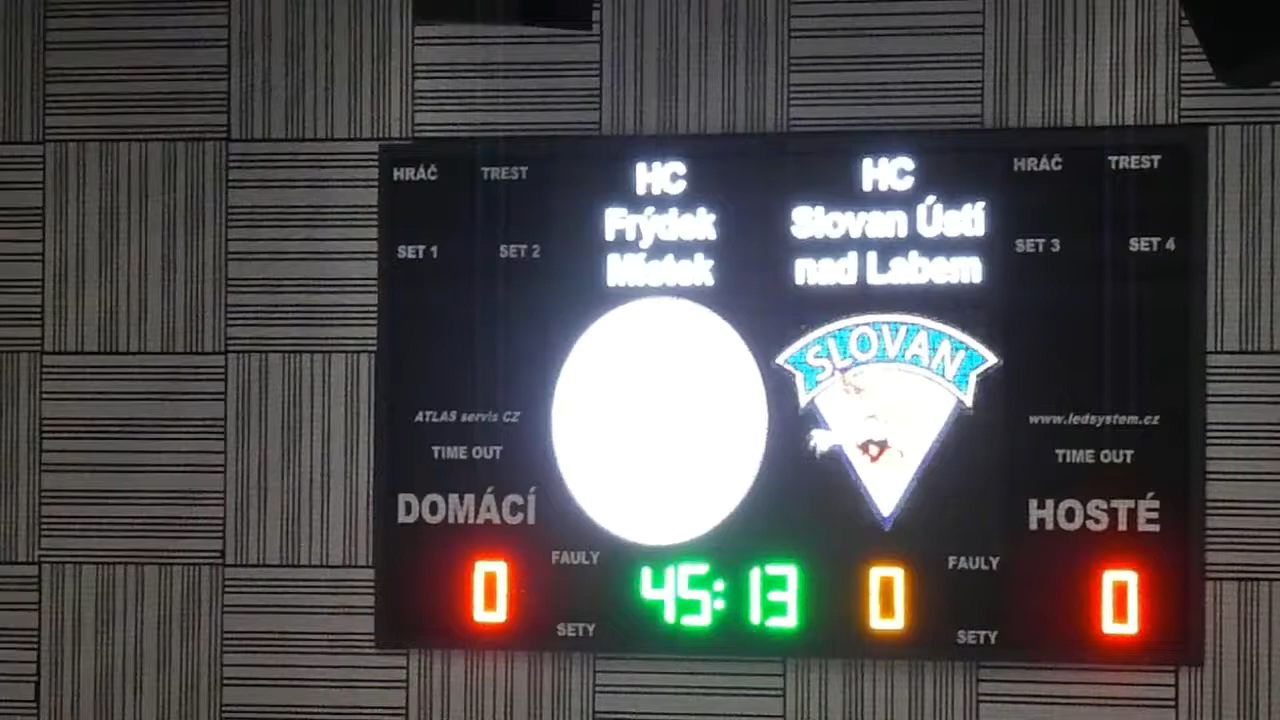 HRÁČ TREST
HC
Frýdek
Místek
HC
Slovan Ústí
nad Labem
HRÁČ TREST
SET 1 SET 2
SET 3 SET 4
SLOVAN
ATLAS servis CZ
www.ledsystem.cz
TIME OUT
TIME OUT
DOMÁCÍ
HOSTÉ
FAULY
FAULY
0
45:13
0
0
SETY
SETY